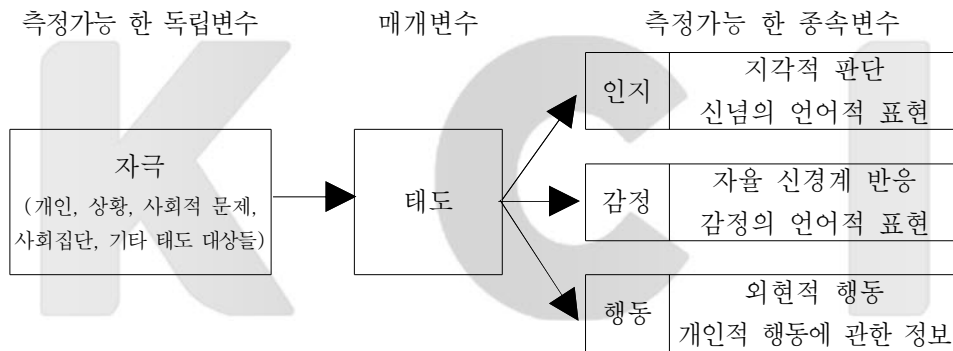 측정가능 한 독립변수
매개변수
측정가능 한 종속변수
자극
(개인, 상황, 사회적 문제,
사회집단, 기타 태도 대상들)
태도
인지
지각적 판단
신념의 언어적 표현
감정
자율 신경계 반응
감정의 언어적 표현
행동
외현적 행동
개인적 행동에 관한 정보
KCI